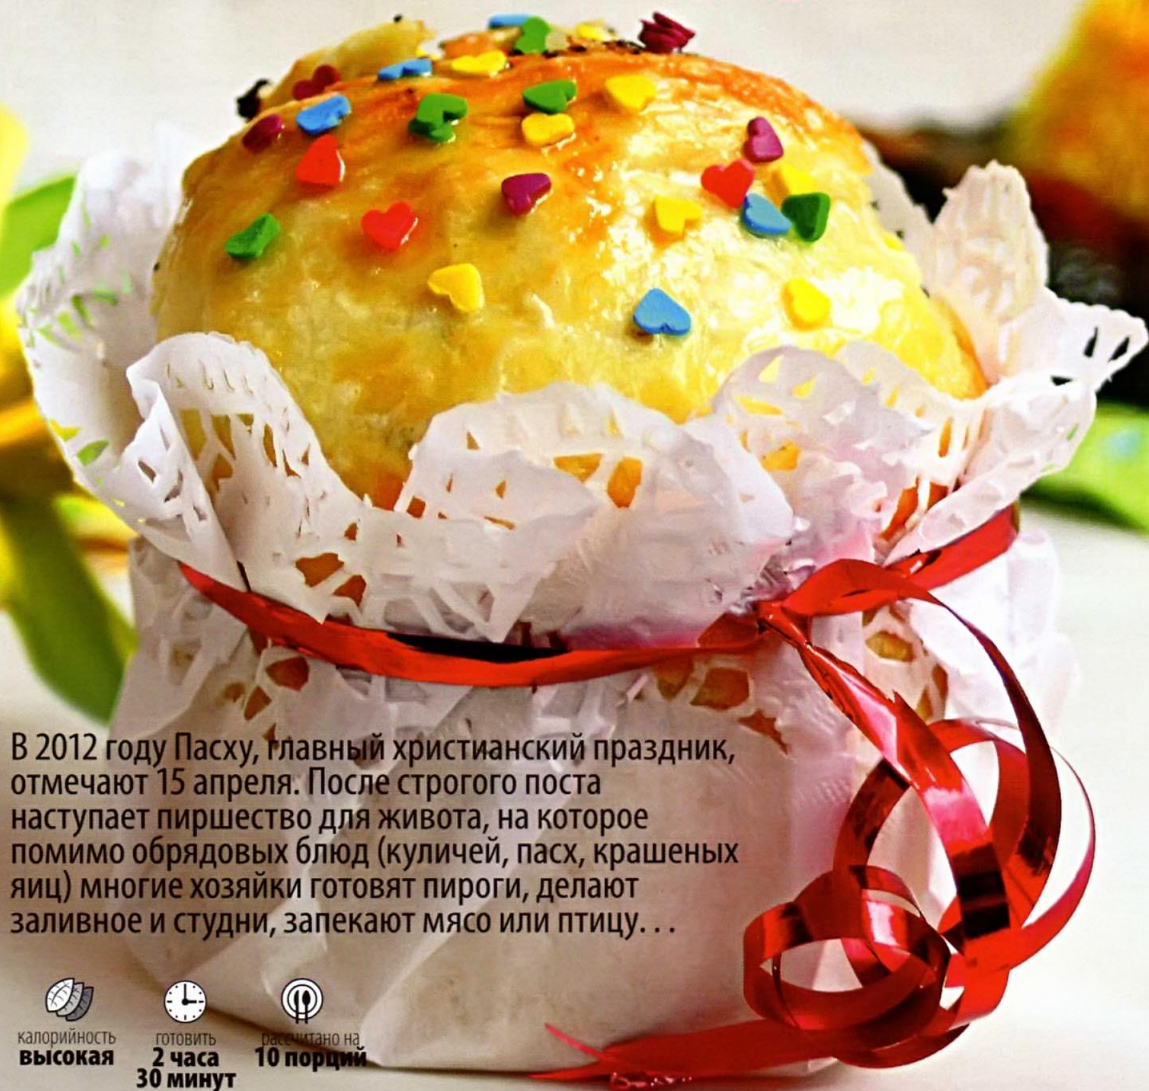 В 2012 году Пасху, главный христианский праздник,
отмечают 15 апреля. После строгого поста
наступает пиршество для живота, на которое
помимо обрядовых блюд (куличей, пасх, крашеных
яиц) многие хозяйки готовят пироги, делают
заливное и студни, запекают мясо или птицу...
калорийность
высокая
готовить
2 часа
30 минут
рассчитано на
10 порций